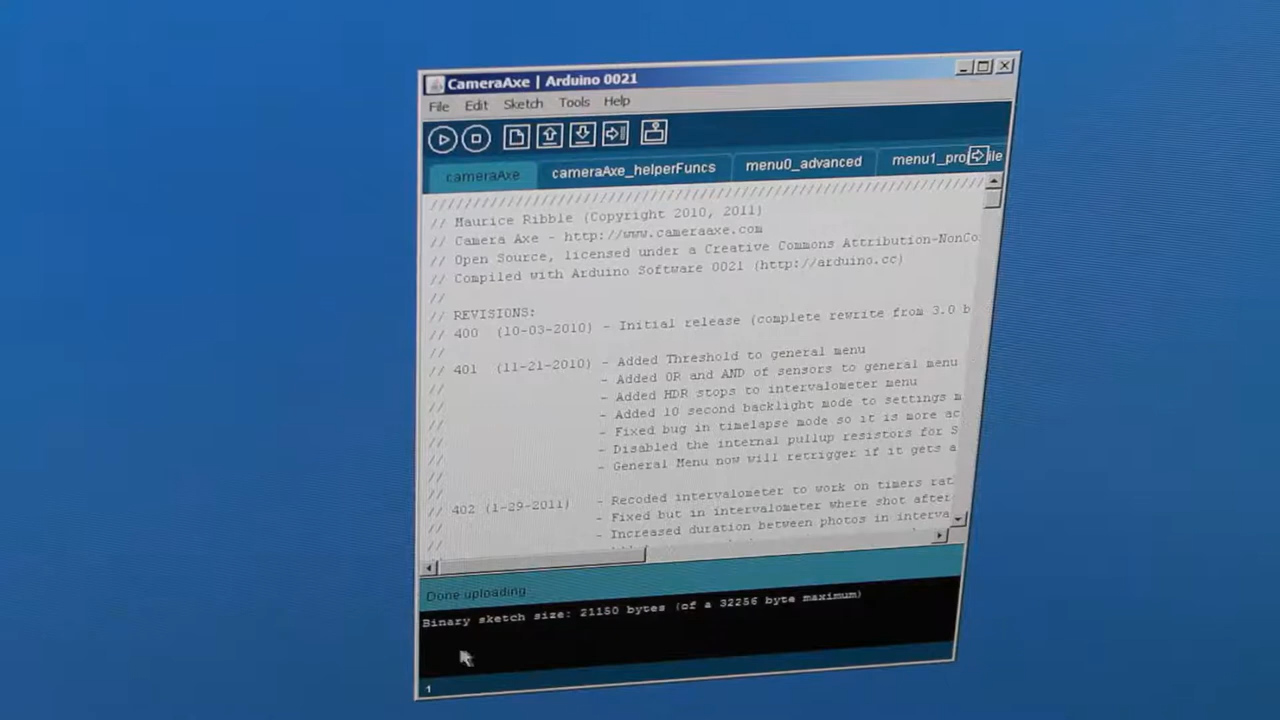 CameraAxe | Arduino 0021
File Edit Sketch Tools Help
cameraAxe cameraAxe_helperFuncs menu0_advanced
////////////////////////////////////////////////////////
// Maurice Ribble (Copyright 2010, 2011)
// Camera Axe - http://www.cameraaxe.com
// Open Source, licensed under a Creative Commons Attribution-NonCo
// Compiled with Arduino Software 0021 (http://arduino.cc)
//
// REVISIONS:
// 400 (10-03-2010) - Initial release (complete rewrite from 3.0 b
//
// 401 (11-21-2010) - Added Threshold to general menu
// - Added OR and AND of sensors to general menu
// - Added HDR stops to intervalometer menu
// - Added 10 second backlight mode to settings m
// - Fixed bug in timelapse mode so it is more ac
// - Disabled the internal pullup resistors for S
// - General Menu now will retrigger if it gets a
//
// 402 (1-29-2011) - Recoded intervalometer to work on timers rat
// - Fixed but in intervalometer where shot after
// - Increased duration between photos in interva
//
Done uploading.
Binary sketch size: 21150 bytes (of a 32256 byte maximum)
1